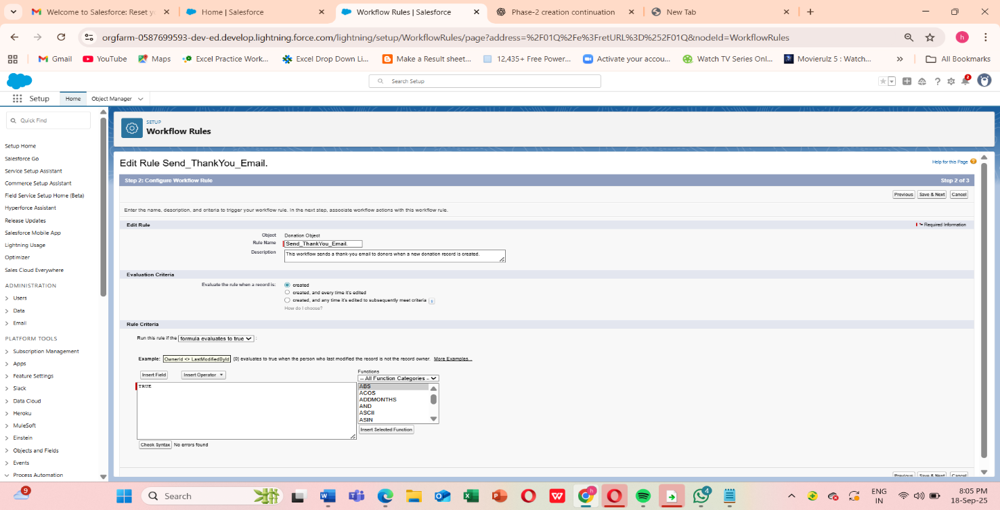 Welcome to Salesforce: Reset yo
Home | Salesforce
Workflow Rules | Salesforce
Phase-2 creation continuation
New Tab
orgfarm-0587699593-dev-ed.develop.lightning.force.com/lightning/setup/WorkflowRules/page?address=%2F01Q%2Fe%3FretURL%3D%252F01Q&nodeId=WorkflowRules
h
Gmail
YouTube
Maps
Excel Practice Work...
Excel Drop Down Li...
Make a Result sheet...
12,435+ Free Power...
Activate your accou...
Watch TV Series Onl...
Movierulz 5 : Watch...
All Bookmarks
Search Setup
2
Setup
Home
Object Manager
Quick Find
Setup Home
Salesforce Go
Service Setup Assistant
Commerce Setup Assistant
Field Service Setup Home (Beta)
Hyperforce Assistant
Release Updates
Salesforce Mobile App
Lightning Usage
Optimizer
Sales Cloud Everywhere
ADMINISTRATION
Users
Data
Email
PLATFORM TOOLS
Subscription Management
Apps
Feature Settings
Slack
Data Cloud
Heroku
MuleSoft
Einstein
Objects and Fields
Events
Process Automation
SETUP
Workflow Rules
Edit Rule Send_ThankYou_Email.
Help for this Page
Step 2: Configure Workflow Rule
Step 2 of 3
Previous
Save & Next
Cancel
Enter the name, description, and criteria to trigger your workflow rule. In the next step, associate workflow actions with this workflow rule.
Edit Rule
= Required Information
Object Donation Object
Rule Name Send_ThankYou_Email.
Description This workflow sends a thank-you email to donors when a new donation record is created.
Evaluation Criteria
Evaluate the rule when a record is: created
created, and every time it's edited
created, and any time it's edited to subsequently meet criteria i
How do I choose?
Rule Criteria
Run this rule if the formula evaluates to true :
Example: OwnerId <> LastModifiedById (0) evaluates to true when the person who last modified the record is not the record owner. More Examples...
Insert Field
Insert Operator
Functions
-- All Function Categories --
TRUE
ABS
ACOS
ADDMONTHS
AND
ASCII
ASIN
Insert Selected Function
Check Syntax No errors found
Previous
Save & Next
Cancel
9
Search
h
4
ENG
IN
8:05 PM
18-Sep-25